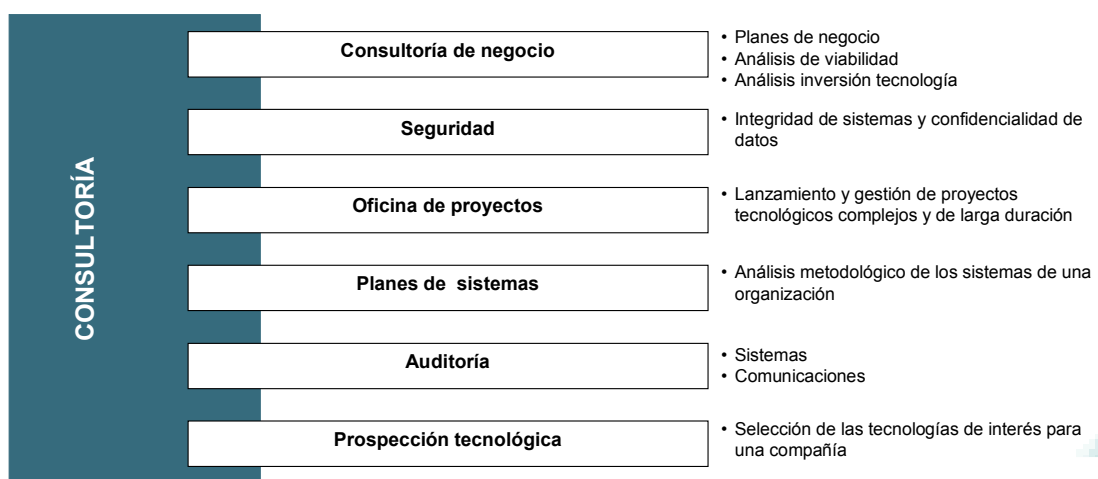 CONSULTORÍA
Consultoría de negocio
• Planes de negocio
• Análisis de viabilidad
• Análisis inversión tecnología
Seguridad
• Integridad de sistemas y confidencialidad de
datos
Oficina de proyectos
• Lanzamiento y gestión de proyectos
tecnológicos complejos y de larga duración
Planes de sistemas
• Análisis metodológico de los sistemas de una
organización
Auditoría
• Sistemas
• Comunicaciones
Prospección tecnológica
• Selección de las tecnologías de interés para
una compañía